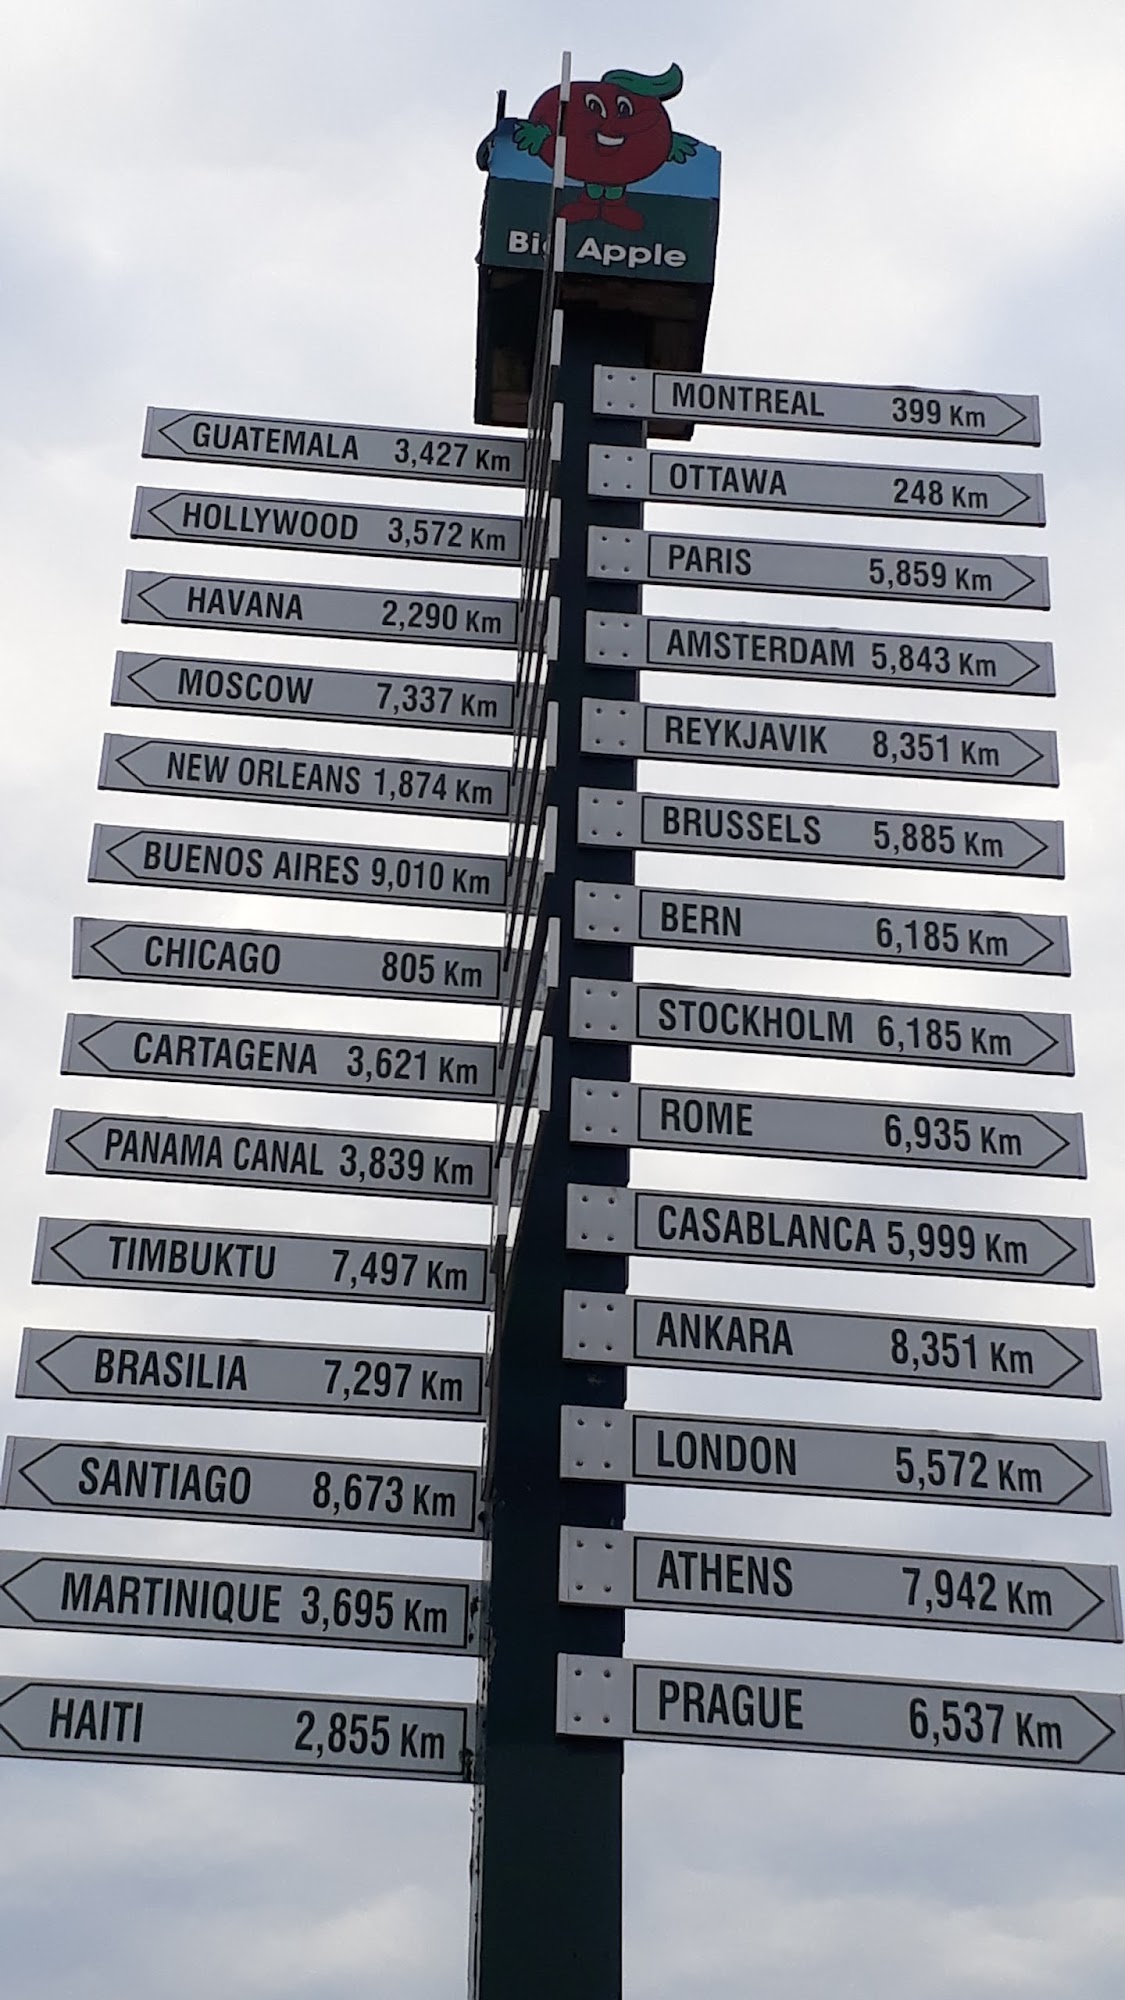 Big Apple
GUATEMALA 3,427 Km
HOLLYWOOD 3,572 Km
HAVANA 2,290 Km
MOSCOW 7,337 Km
NEW ORLEANS 1,874 Km
BUENOS AIRES 9,010 Km
CHICAGO 805 Km
CARTAGENA 3,621 Km
PANAMA CANAL 3,839 Km
TIMBUKTU 7,497 Km
BRASILIA 7,297 Km
SANTIAGO 8,673 Km
MARTINIQUE 3,695 Km
HAITI 2,855 Km
MONTREAL 399 Km
OTTAWA 248 Km
PARIS 5,859 Km
AMSTERDAM 5,843 Km
REYKJAVIK 8,351 Km
BRUSSELS 5,885 Km
BERN 6,185 Km
STOCKHOLM 6,185 Km
ROME 6,935 Km
CASABLANCA 5,999 Km
ANKARA 8,351 Km
LONDON 5,572 Km
ATHENS 7,942 Km
PRAGUE 6,537 Km